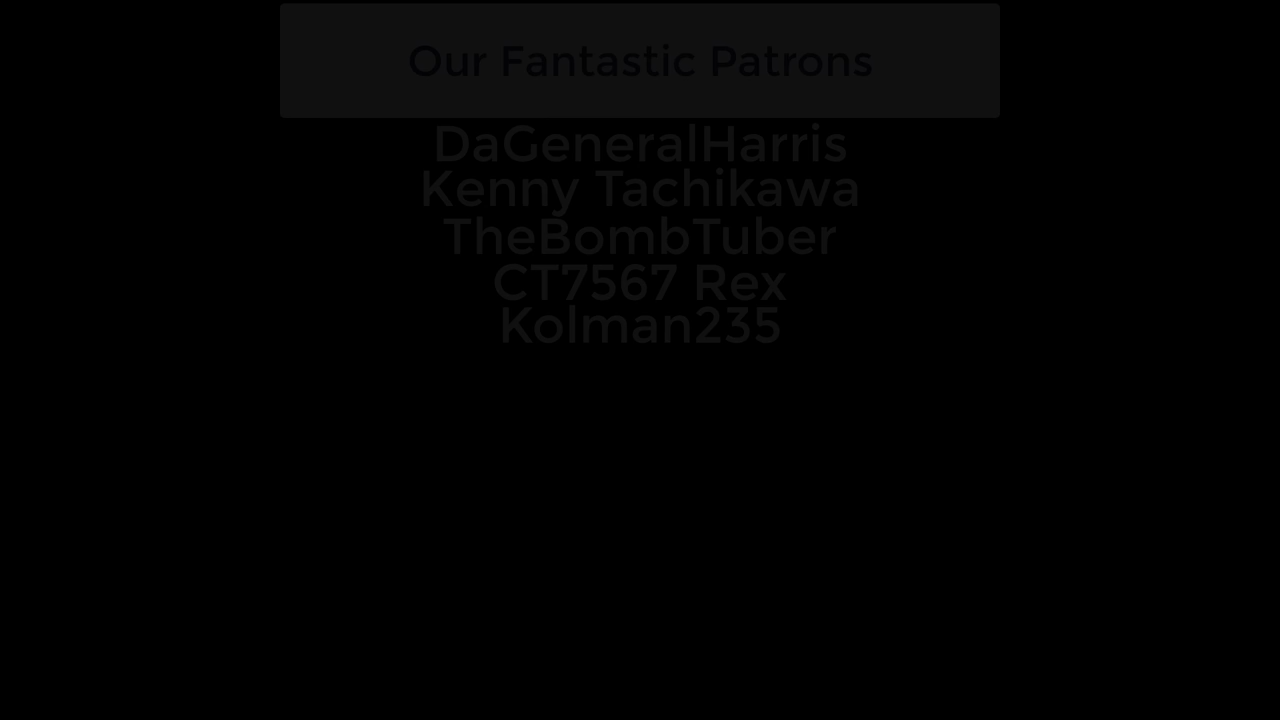 Our Fantastic Patrons
DaGeneralHarris
Kenny Tachikawa
TheBombTuber
CT7567 Rex
Kolman235